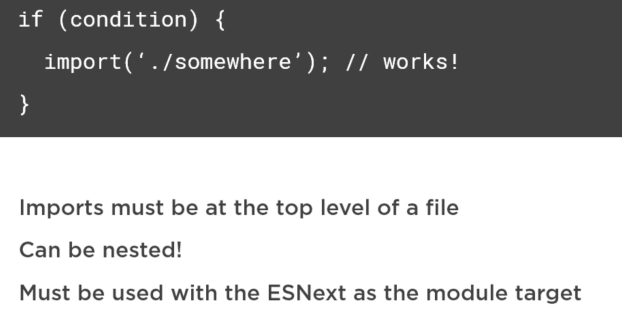 if (condition) {
import(‘./somewhere’); // works!
}
Imports must be at the top level of a file
Can be nested!
Must be used with the ESNext as the module target